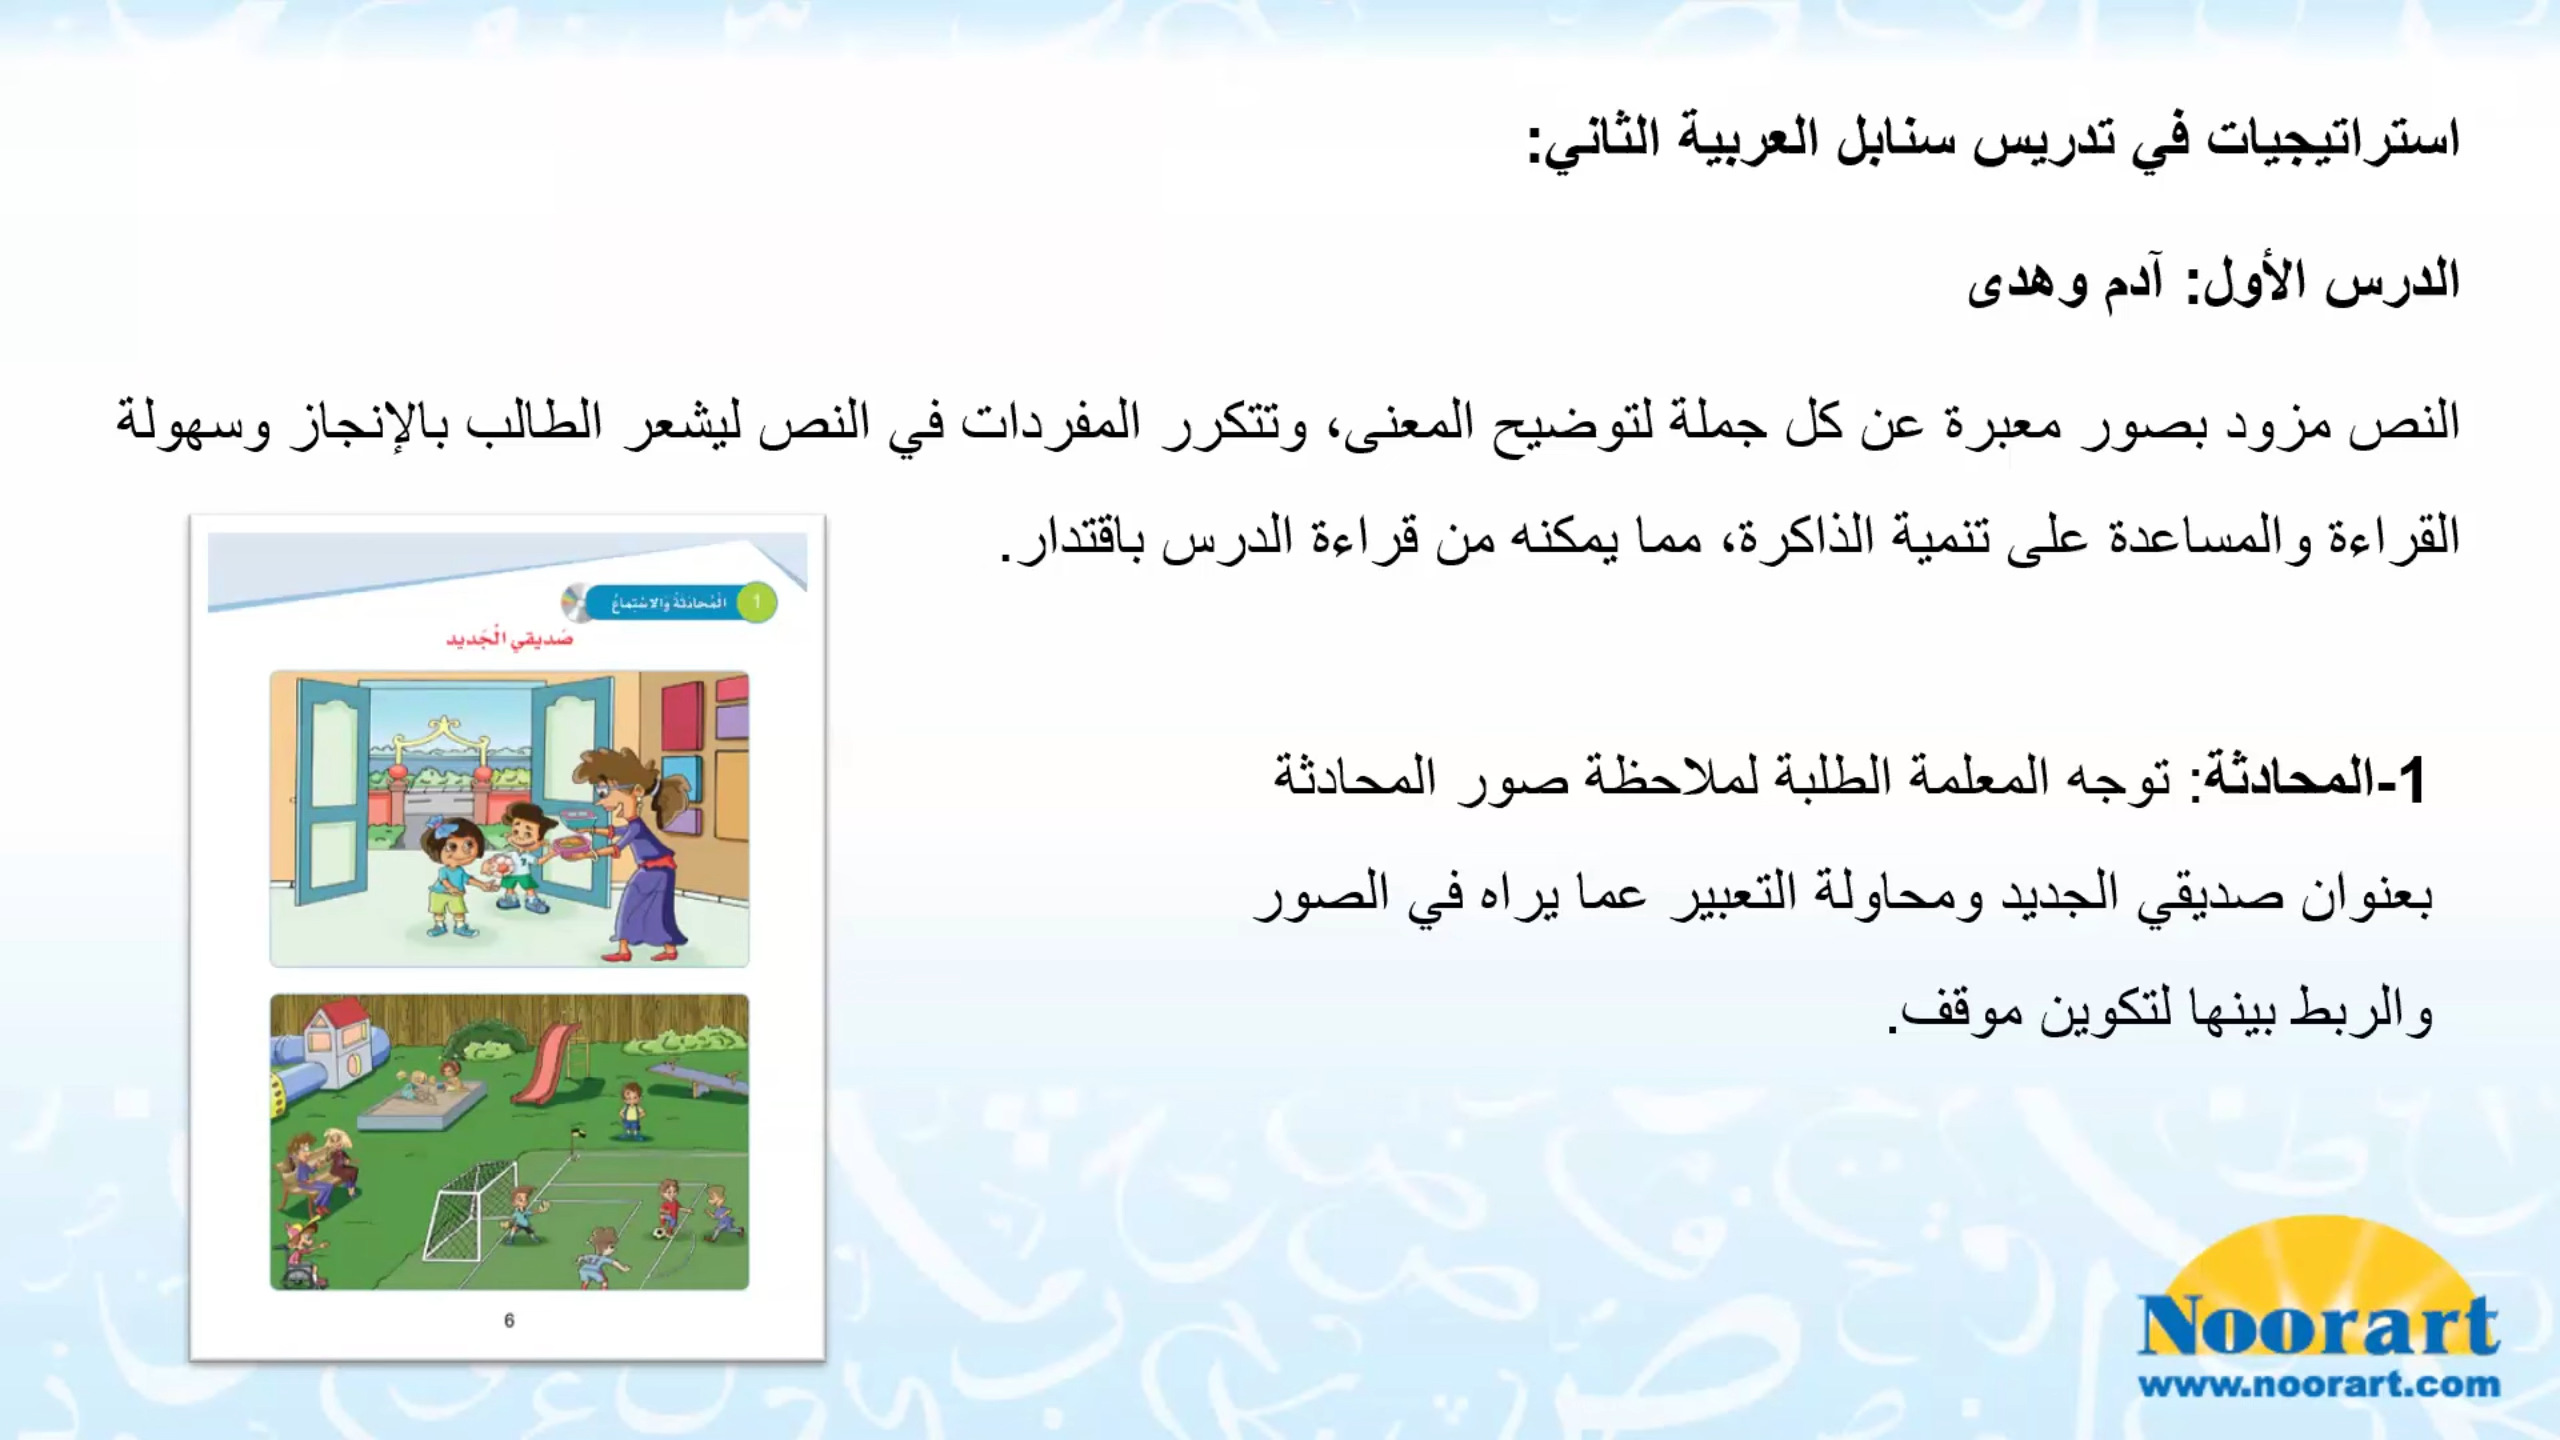 استراتيجيات في تدريس سنابل العربية الثاني:
الدرس الأول: آدم وهدى
النص مزود بصور معبرة عن كل جملة لتوضيح المعنى، وتتكرر المفردات في النص ليشعر الطالب بالإنجاز وسهولة
القراءة والمساعدة على تنمية الذاكرة، مما يمكنه من قراءة الدرس باقتدار.
1-المحادثة: توجه المعلمة الطلبة لملاحظة صور المحادثة
بعنوان صديقي الجديد ومحاولة التعبير عما يراه في الصور
والربط بينها لتكوين موقف.
1 الْمُحادَثَةُ وَالاسْتِماعُ
صَديقي الْجَديد
6
Noorart
www.noorart.com